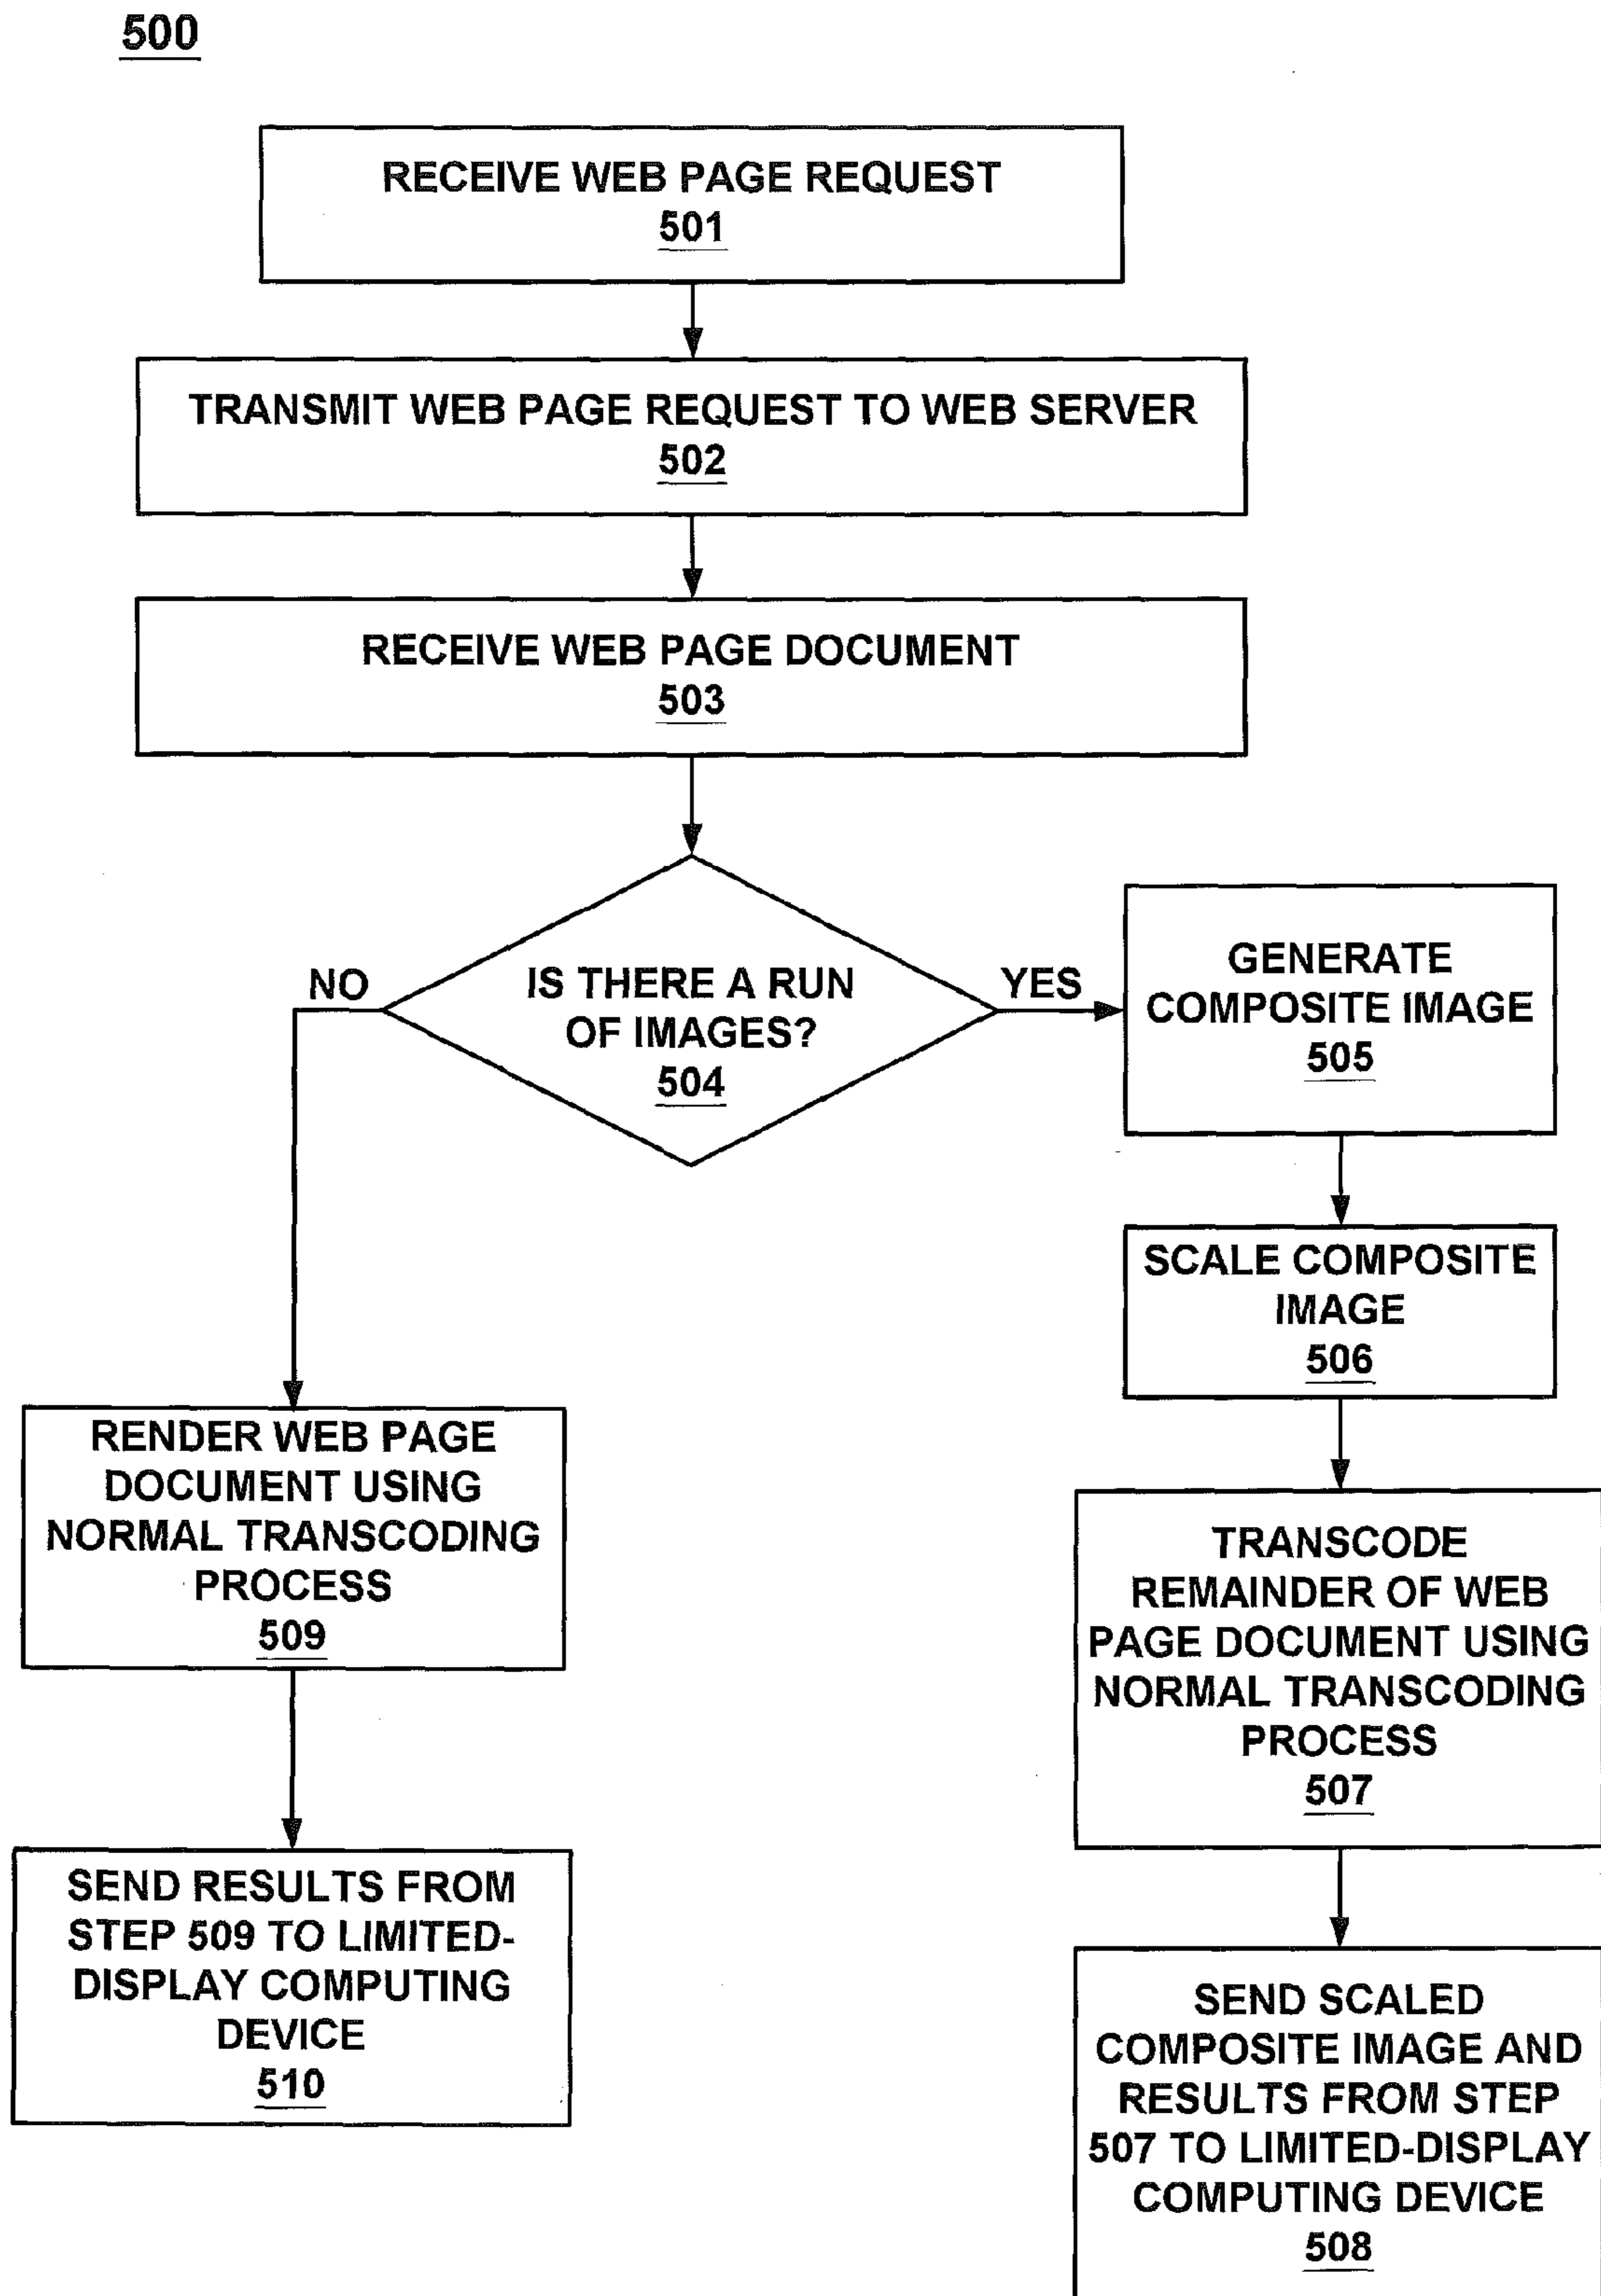 500
RECEIVE WEB PAGE REQUEST
501
TRANSMIT WEB PAGE REQUEST TO WEB SERVER
502
RECEIVE WEB PAGE DOCUMENT
503
IS THERE A RUN
OF IMAGES?
504
NO
YES
GENERATE
COMPOSITE IMAGE
505
SCALE COMPOSITE
IMAGE
506
TRANSCODE
REMAINDER OF WEB
PAGE DOCUMENT USING
NORMAL TRANSCODING
PROCESS
507
SEND SCALED
COMPOSITE IMAGE AND
RESULTS FROM STEP
507 TO LIMITED-DISPLAY
COMPUTING DEVICE
508
RENDER WEB PAGE
DOCUMENT USING
NORMAL TRANSCODING
PROCESS
509
SEND RESULTS FROM
STEP 509 TO LIMITED-
DISPLAY COMPUTING
DEVICE
510